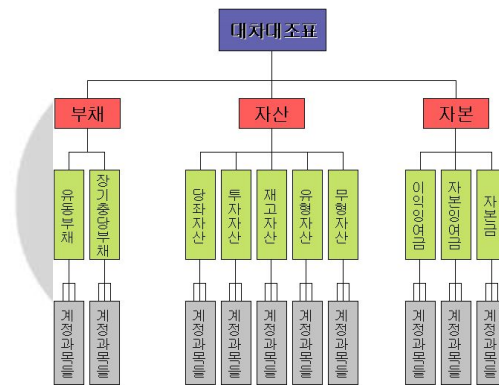 대차대조표
부채
자산
자본
유동부채
장기충당부채
당좌자산
투자자산
재고자산
유형자산
무형자산
이익잉여금
자본잉여금
자본금
계정과목들
계정과목들
계정과목들
계정과목들
계정과목들
계정과목들
계정과목들
계정과목들
계정과목들
계정과목들